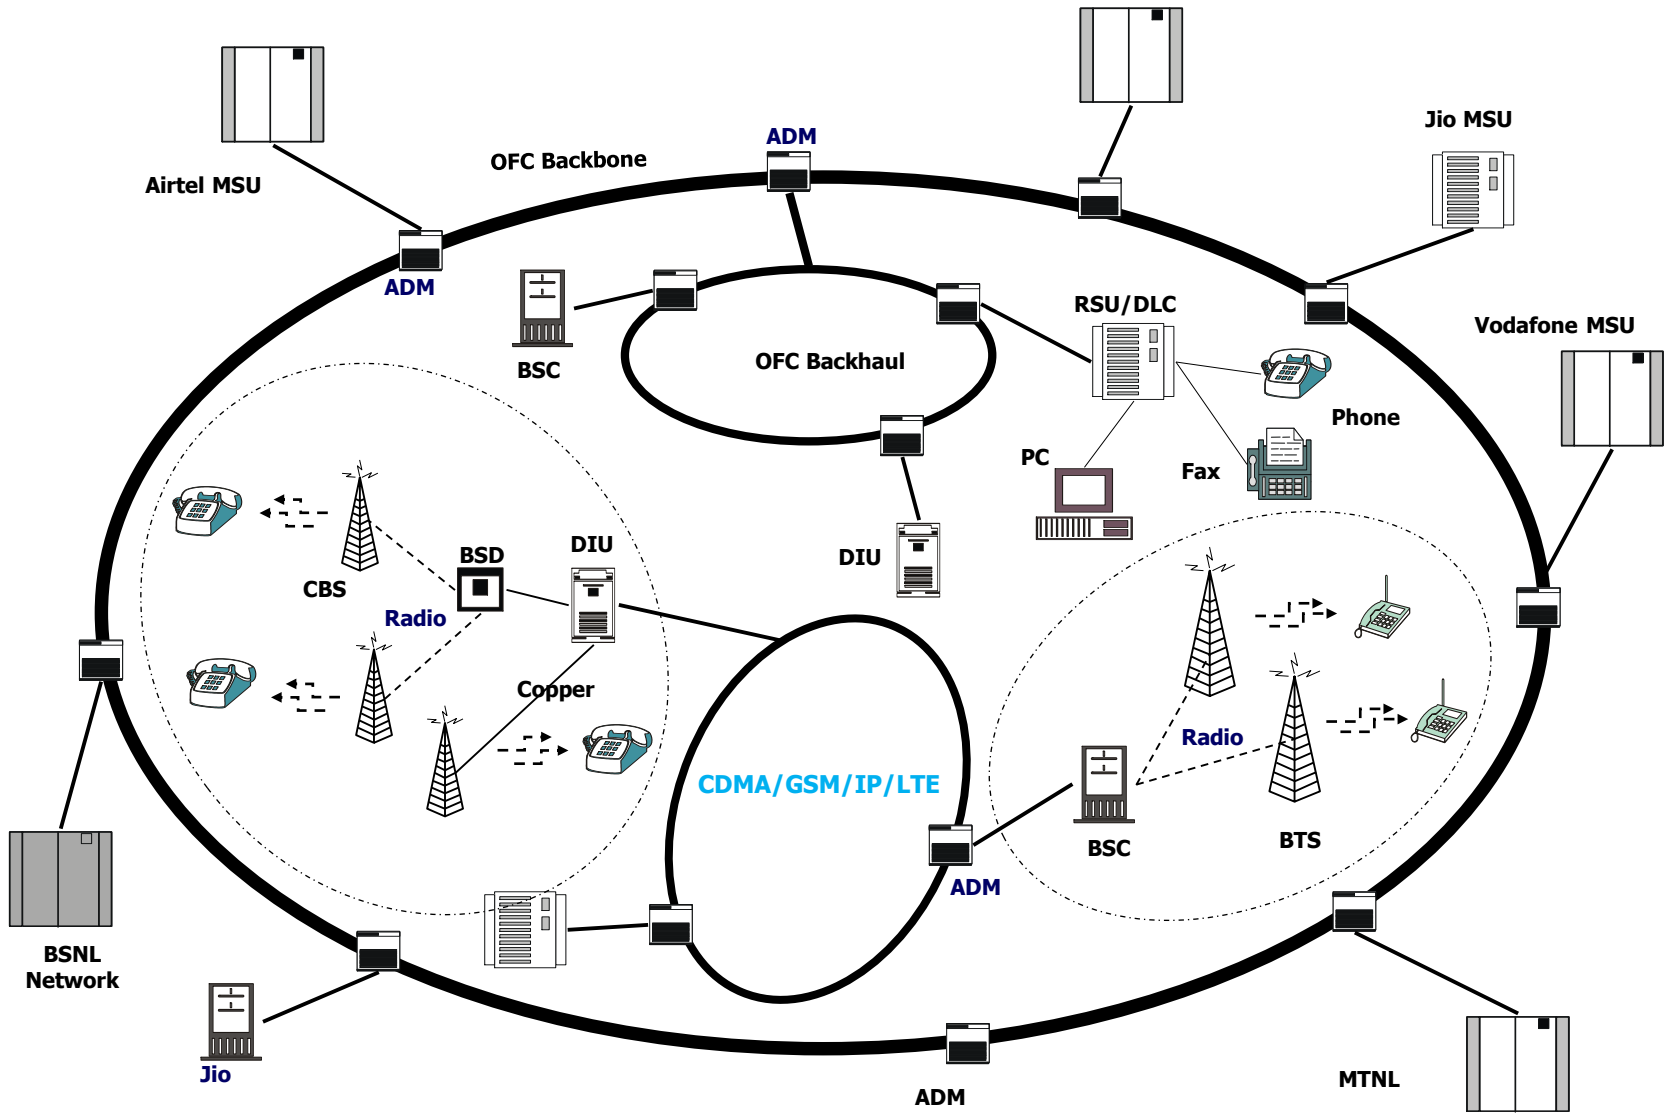 ADM
OFC Backbone
Jio MSU
Airtel MSU
ADM
RSU/DLC
Vodafone MSU
BSC
OFC Backhaul
Phone
PC
Fax
BSD
DIU
DIU
CBS
Radio
Copper
Radio
CDMA/GSM/IP/LTE
BSC
BTS
ADM
BSNL
Network
Jio
MTNL
ADM